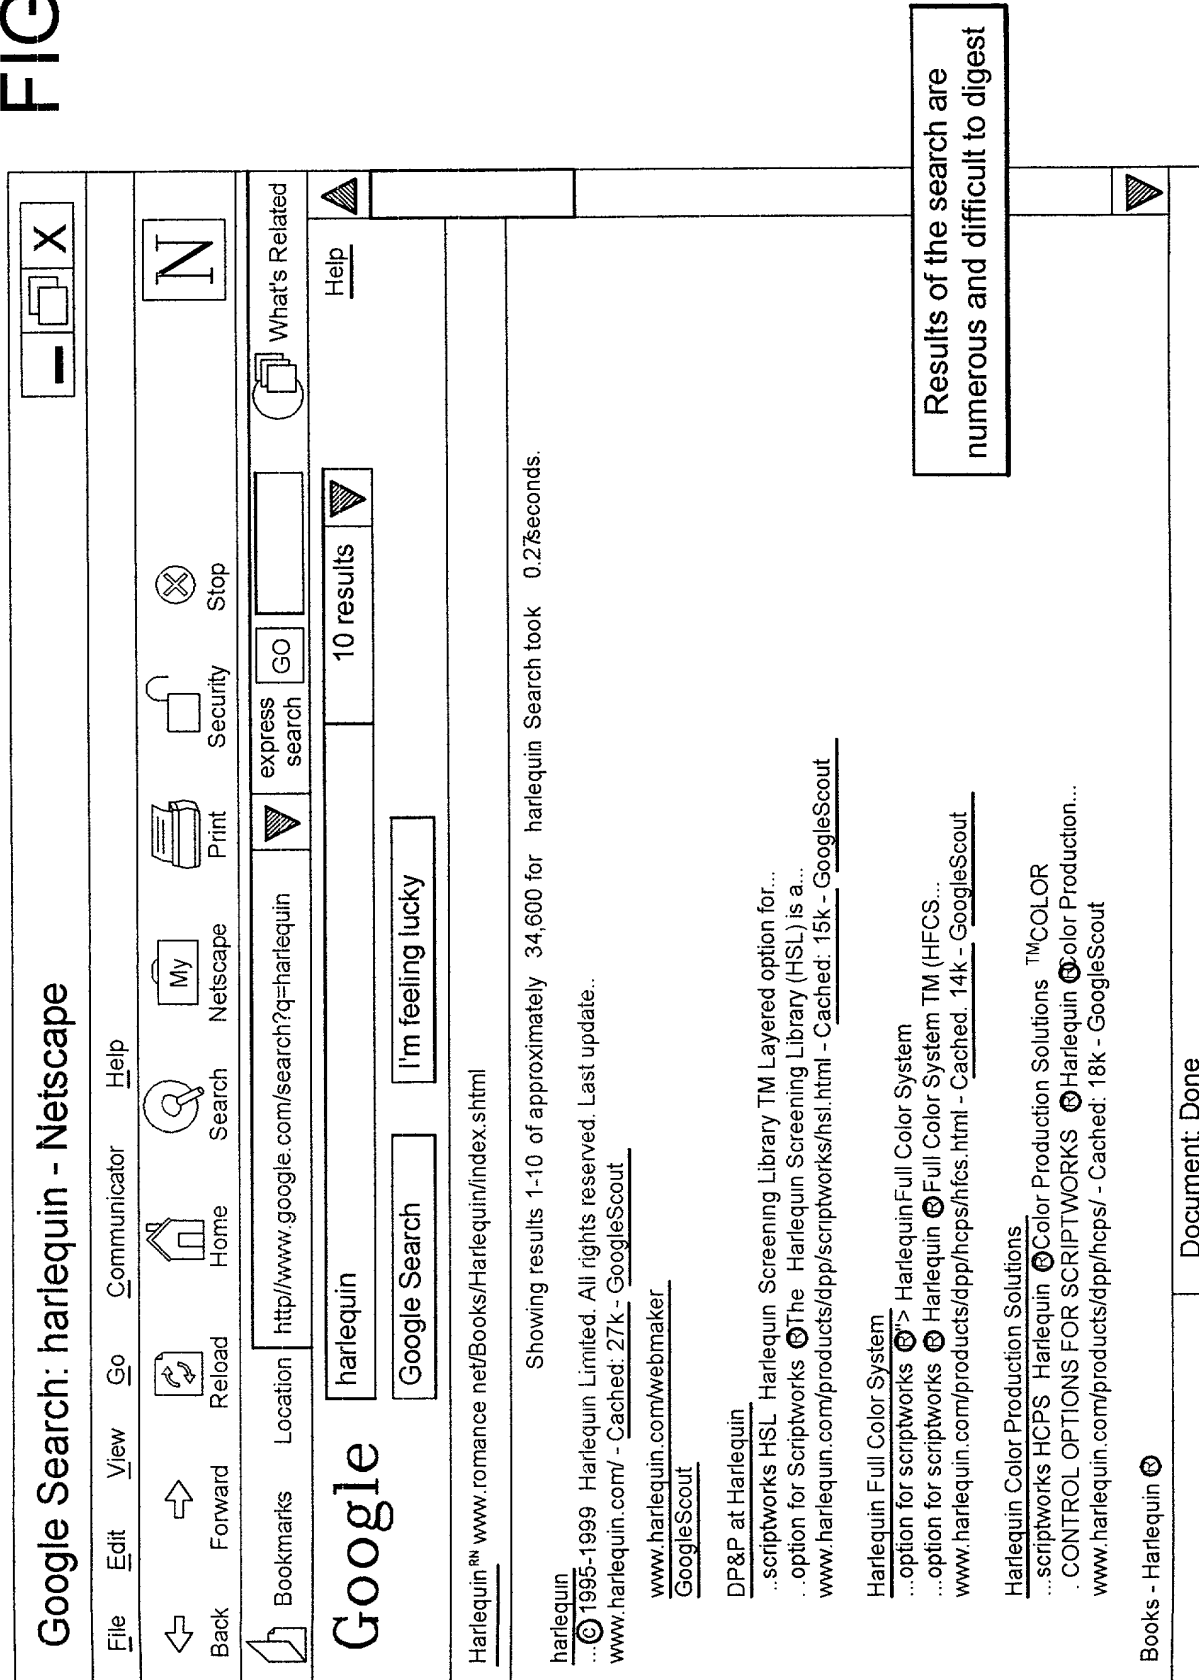 FIG
Google Search: harlequin - Netscape
X
File Edit View Go Communicator Help
N
My
Back Forward Reload Home Search Netscape Print Security Stop
Bookmarks Location http//www.google.com/search?q=harlequin express search GO What's Related
Google harlequin 10 results Help
Google Search I'm feeling lucky
Harlequin RN www.romance net/Books/Harlequin/index.shtml
Showing results 1-10 of approximately 34,600 for harlequin Search took 0.27seconds.
harlequin
...© 1995-1999 Harlequin Limited. All rights reserved. Last update..
www.harlequin.com/ - Cached: 27k - GoogleScout
www.harlequin.com/webmaker
GoogleScout
DP&P at Harlequin
...scriptworks HSL Harlequin Screening Library TM Layered option for...
. .option for Scriptworks ®The Harlequin Screening Library (HSL) is a...
www.harlequin.com/products/dpp/scriptworks/hsl.html - Cached: 15k - GoogleScout
Harlequin Full Color System
...option for scriptworks ®"> HarlequinFull Color System
...option for scriptworks ® Harlequin ®Full Color System TM (HFCS...
www.harlequin.com/products/dpp/hcps/hfcs.html - Cached. 14k - GoogleScout
Results of the search are
numerous and difficult to digest
Harlequin Color Production Solutions
...scriptworks HCPS Harlequin ®Color Production Solutions ™COLOR
. CONTROL OPTIONS FOR SCRIPTWORKS ®Harlequin ®Color Production...
www.harlequin.com/products/dpp/hcps/ - Cached: 18k - GoogleScout
Books - Harlequin ®
Document: Done